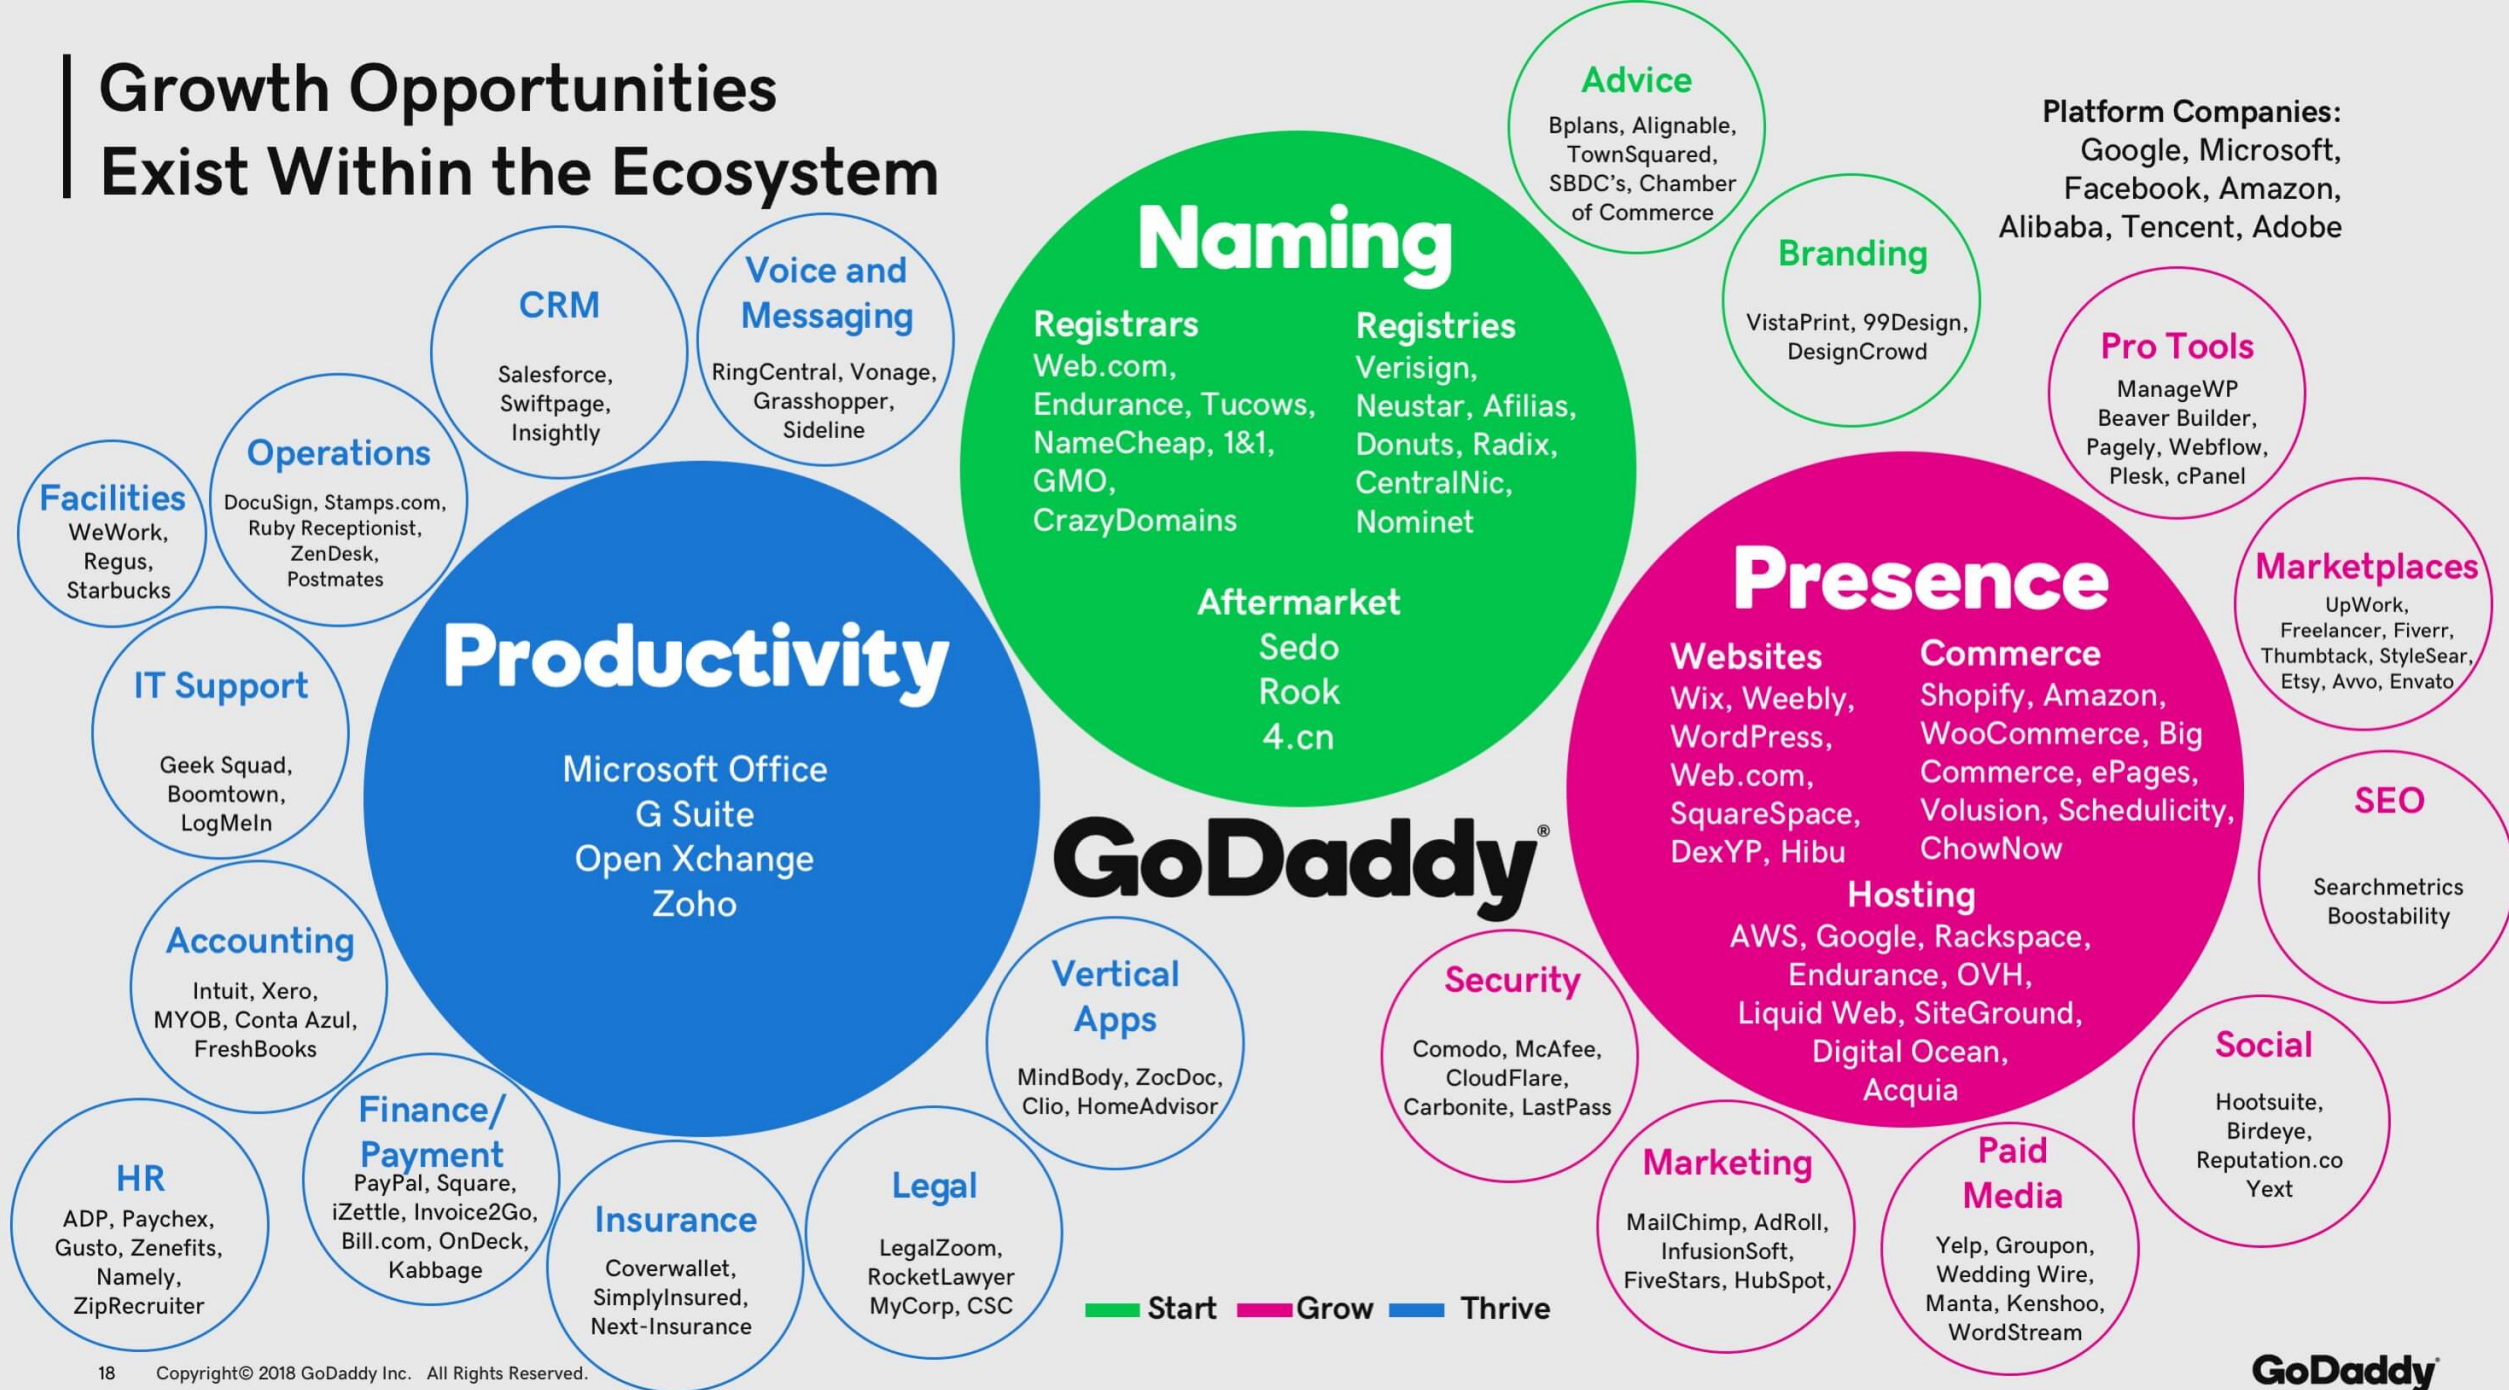 Growth Opportunities
Exist Within the Ecosystem
Advice
Bplans, Alignable,
TownSquared,
SBDC's, Chamber
of Commerce
Platform Companies:
Google, Microsoft,
Facebook, Amazon,
Alibaba, Tencent, Adobe
Branding
VistaPrint, 99Design,
DesignCrowd
Naming
Registrars
Web.com,
Endurance, Tucows,
NameCheap, 1&1,
GMO,
CrazyDomains
Registries
Verisign,
Neustar, Afilias,
Donuts, Radix,
CentralNic,
Nominet
Aftermarket
Sedo
Rook
4.cn
Voice and
Messaging
RingCentral, Vonage,
Grasshopper,
Sideline
CRM
Salesforce,
Swiftpage,
Insightly
Operations
DocuSign, Stamps.com,
Ruby Receptionist,
ZenDesk,
Postmates
Facilities
WeWork,
Regus,
Starbucks
IT Support
Geek Squad,
Boomtown,
LogMeIn
Productivity
Microsoft Office
G Suite
Open Xchange
Zoho
Accounting
Intuit, Xero,
MYOB, Conta Azul,
FreshBooks
Finance/
Payment
PayPal, Square,
iZettle, Invoice2Go,
Bill.com, OnDeck,
Kabbage
HR
ADP, Paychex,
Gusto, Zenefits,
Namely,
ZipRecruiter
Insurance
Coverwallet,
SimplyInsured,
Next-Insurance
Legal
LegalZoom,
RocketLawyer
MyCorp, CSC
Vertical
Apps
MindBody, ZocDoc,
Clio, HomeAdvisor
GoDaddy®
Pro Tools
ManageWP
Beaver Builder,
Pagely, Webflow,
Plesk, cPanel
Presence
Websites
Wix, Weebly,
WordPress,
Web.com,
SquareSpace,
DexYP, Hibu
Commerce
Shopify, Amazon,
WooCommerce, Big
Commerce, ePages,
Volusion, Schedulicity,
ChowNow
Hosting
AWS, Google, Rackspace,
Endurance, OVH,
Liquid Web, SiteGround,
Digital Ocean,
Acquia
Marketplaces
UpWork,
Freelancer, Fiverr,
Thumbtack, StyleSear,
Etsy, Avvo, Envato
SEO
Searchmetrics
Boostability
Social
Hootsuite,
Birdeye,
Reputation.co
Yext
Security
Comodo, McAfee,
CloudFlare,
Carbonite, LastPass
Marketing
MailChimp, AdRoll,
InfusionSoft,
FiveStars, HubSpot,
Paid
Media
Yelp, Groupon,
Wedding Wire,
Manta, Kenshoo,
WordStream
Start Grow Thrive
18 Copyright© 2018 GoDaddy Inc. All Rights Reserved.
GoDaddy